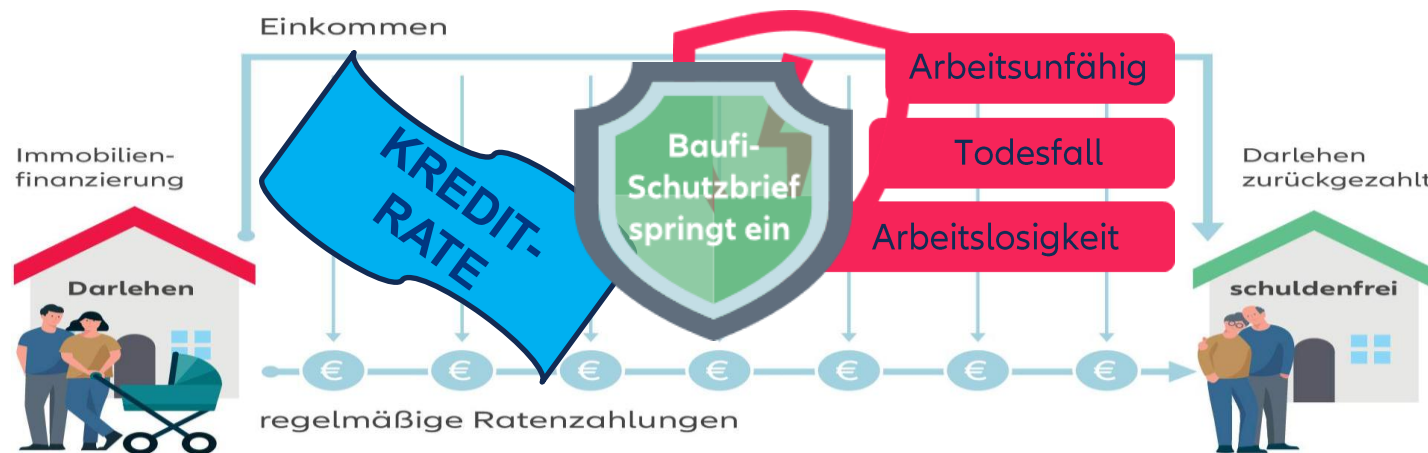 Einkommen
Immobilien-
finanzierung
Darlehen
KREDIT-
RATE
Baufi-
Schutzbrief
springt ein
Arbeitsunfähig
Todesfall
Arbeitslosigkeit
Darlehen
zurückgezahlt
schuldenfrei
€ € € € € € €
regelmäßige Ratenzahlungen